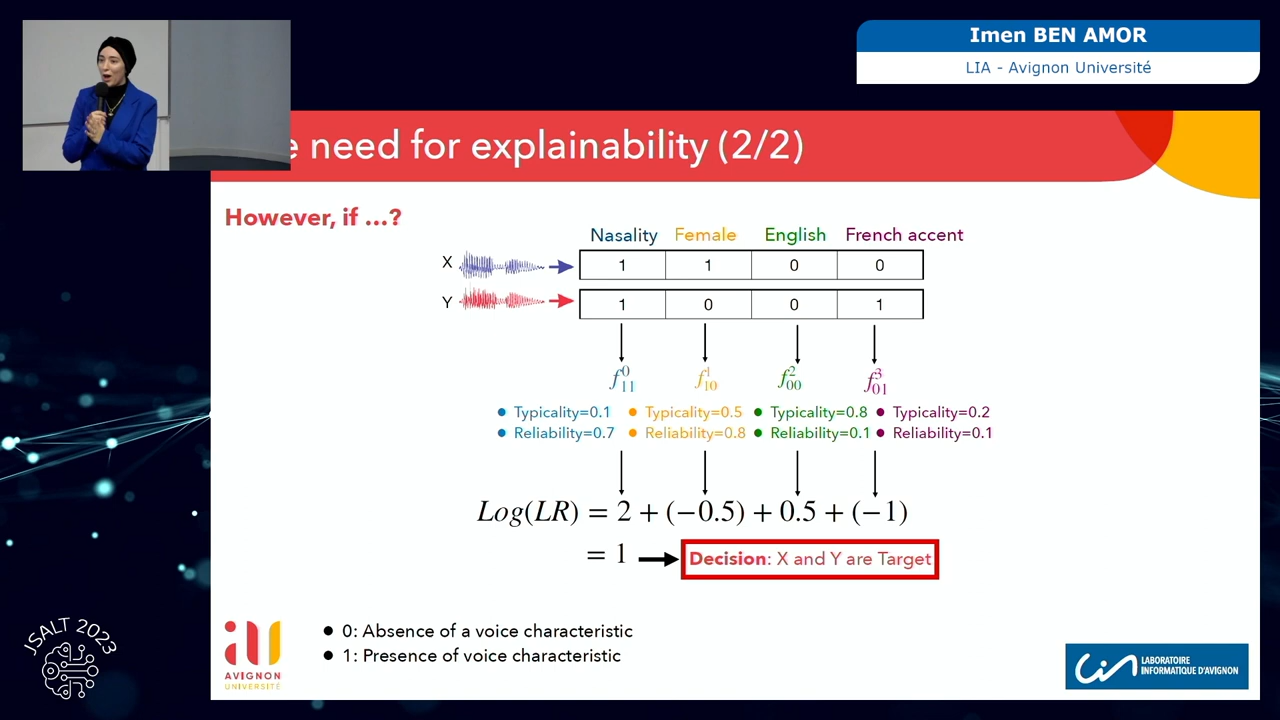 Imen BEN AMOR
LIA - Avignon Université
e need for explainability (2/2)
However, if ...?
Nasality Female English French accent
X 1 1 0 0
Y 1 0 0 1
f⁰₁₁ f¹₁₀ f²₀₀ f³₀₁
• Typicality=0.1 • Typicality=0.5 • Typicality=0.8 • Typicality=0.2
• Reliability=0.7 • Reliability=0.8 • Reliability=0.1 • Reliability=0.1
Log(LR) = 2 + (−0.5) + 0.5 + (−1)
= 1 Decision: X and Y are Target
• 0: Absence of a voice characteristic
• 1: Presence of voice characteristic
JSALT 2023
AVIGNON
UNIVERSITÉ
LABORATOIRE
INFORMATIQUE D'AVIGNON